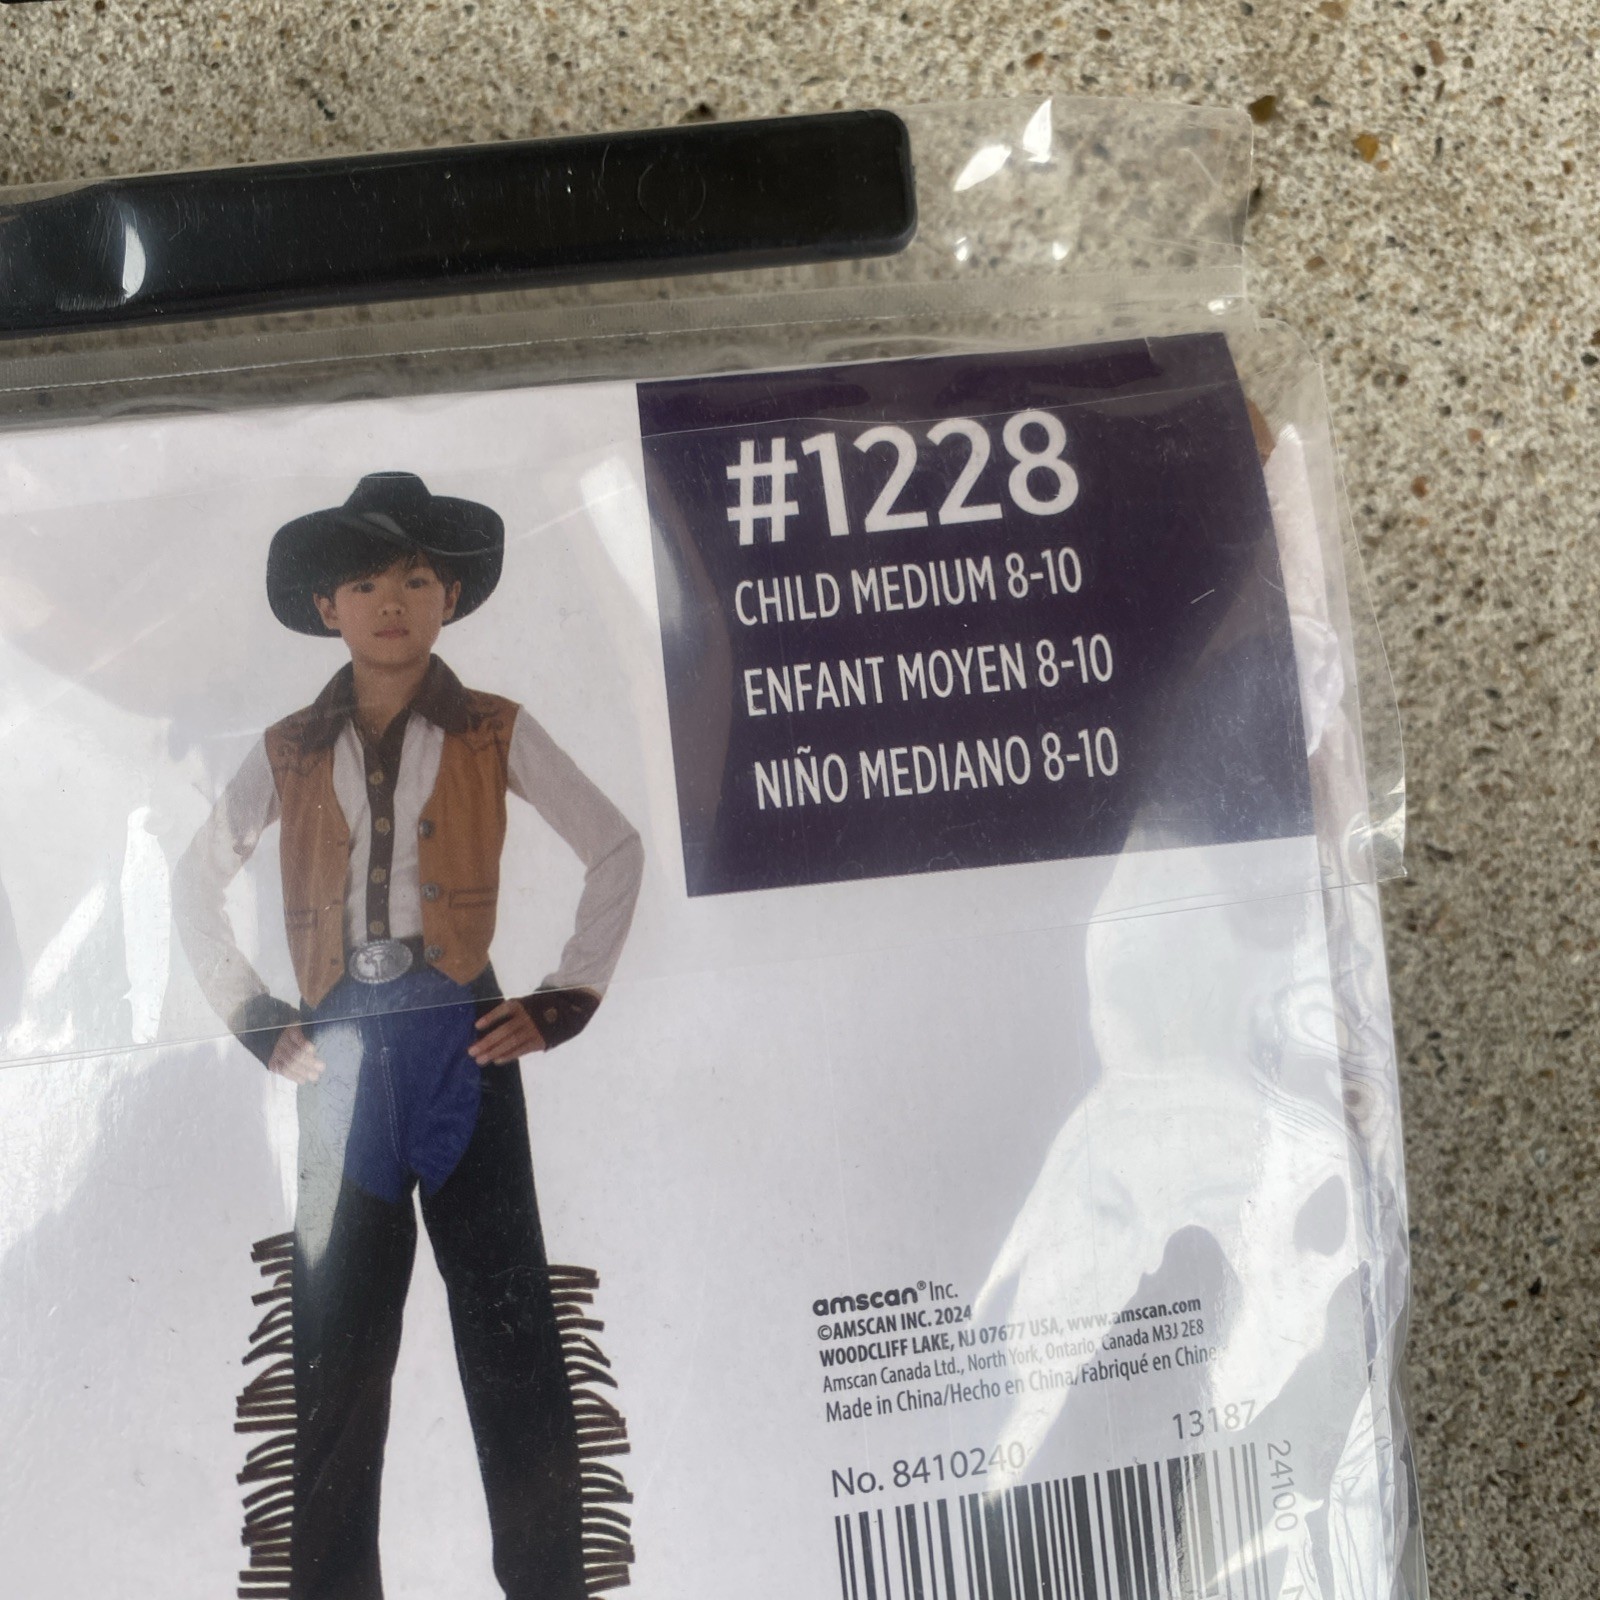 #1228
CHILD MEDIUM 8-10
ENFANT MOYEN 8-10
NIÑO MEDIANO 8-10
amscan® Inc.
©AMSCAN INC. 2024
WOODCLIFF LAKE, NJ 07677 USA, www.amscan.com
Amscan Canada Ltd., North York, Ontario, Canada M3J 2E8
Made in China/Hecho en China/Fabriqué en Chine
13187
No. 8410240
24100